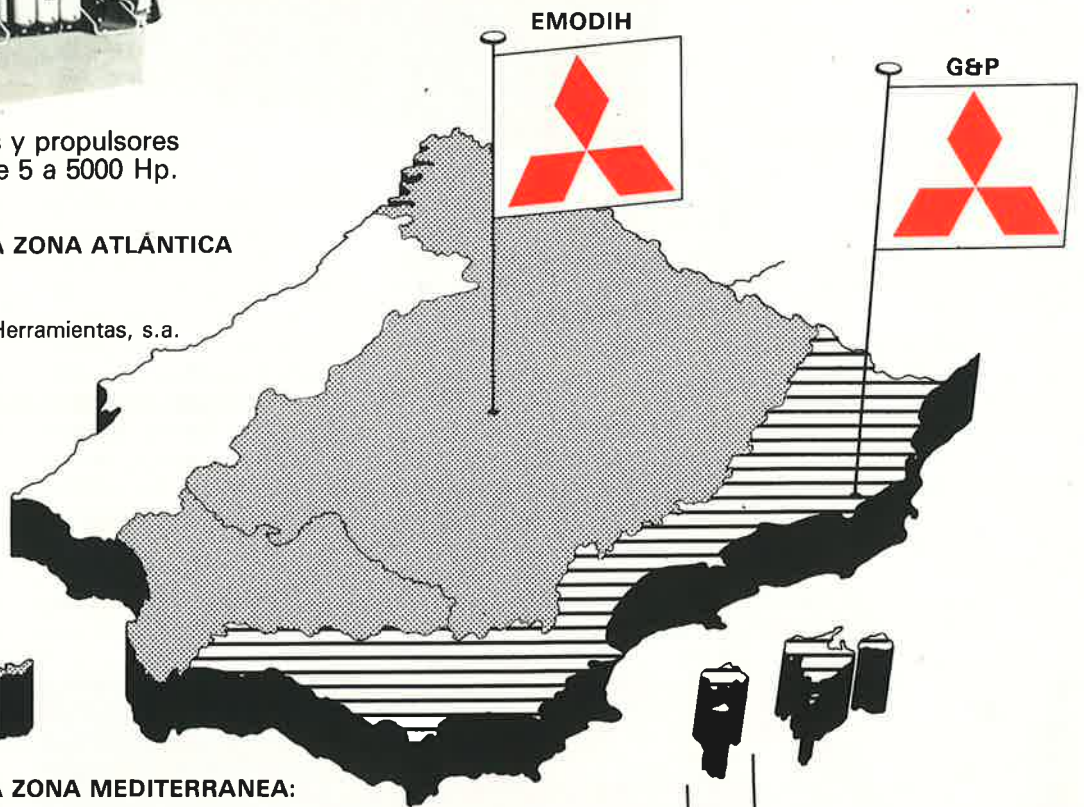 EMODIH
G&P
y propulsores
5 a 5000 Hp.
ZONA ATLÁNTICA
Herramientas, s.a.
ZONA MEDITERRANEA: